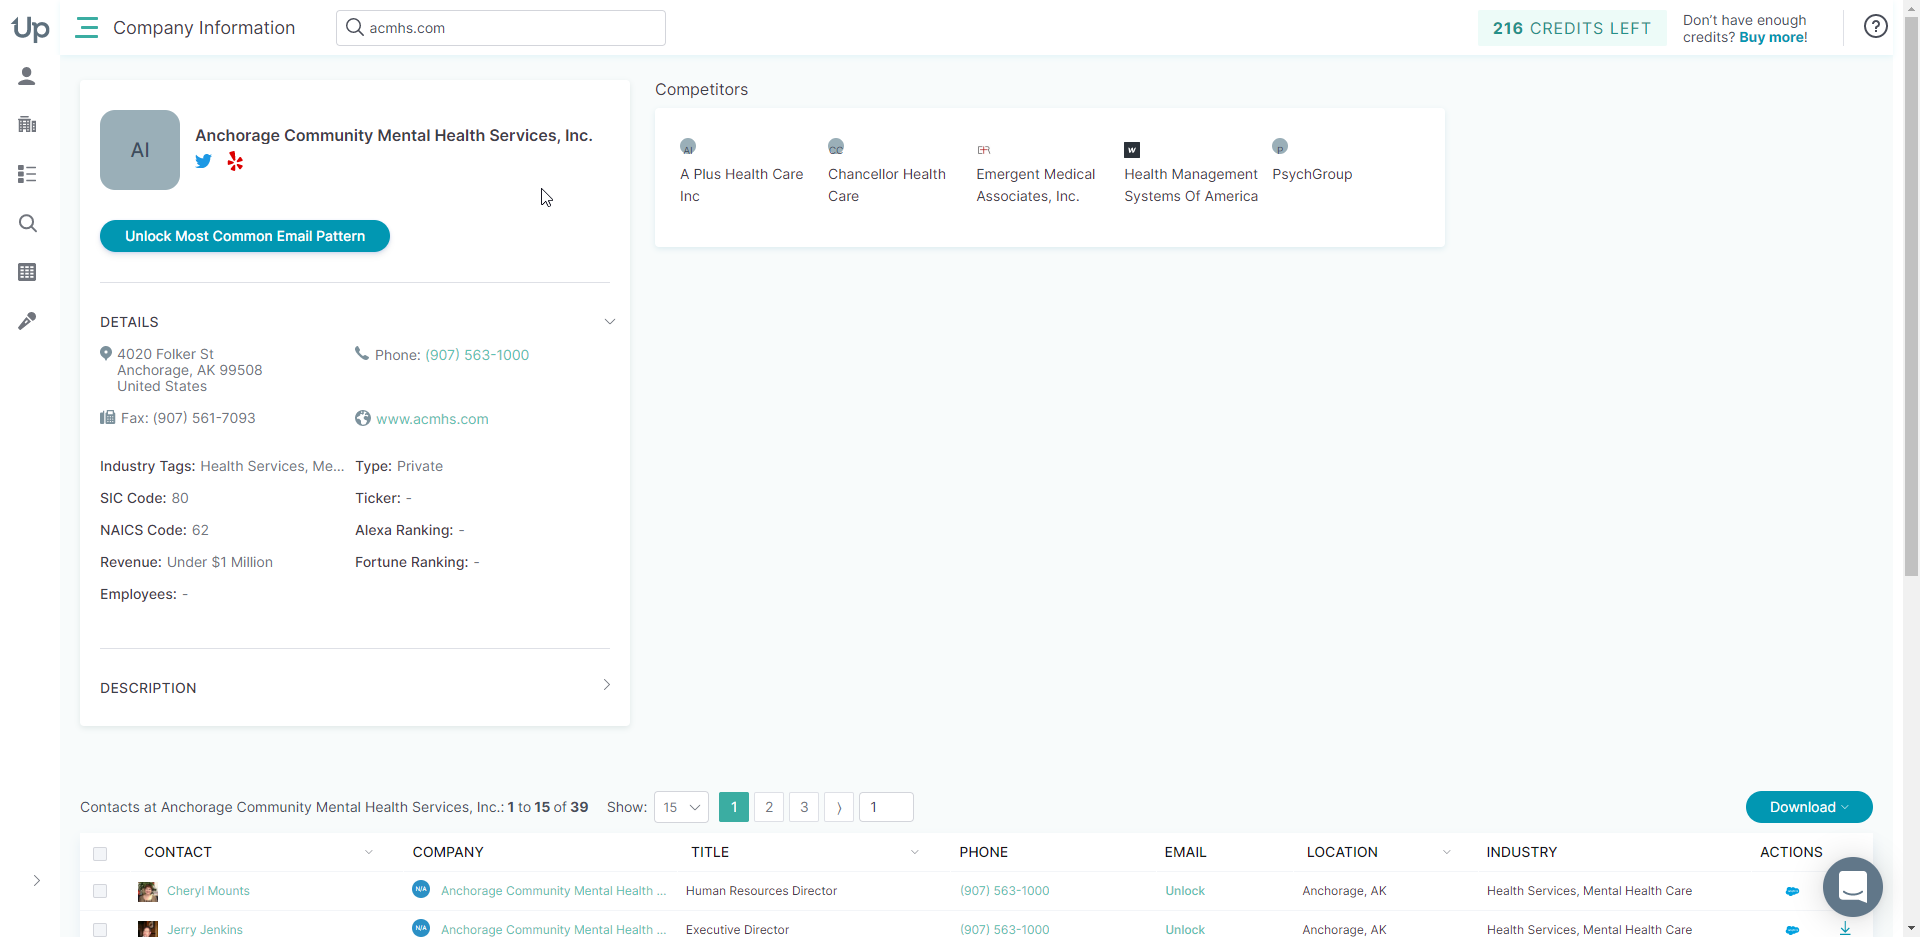 Up
Company Information
acmhs.com
216 CREDITS LEFT
Don't have enough
credits? Buy more!
AI
Anchorage Community Mental Health Services, Inc.
Unlock Most Common Email Pattern
DETAILS
4020 Folker St
Anchorage, AK 99508
United States
Phone: (907) 563-1000
Fax: (907) 561-7093
www.acmhs.com
Industry Tags: Health Services, Me...
Type: Private
SIC Code: 80
Ticker: -
NAICS Code: 62
Alexa Ranking: -
Revenue: Under $1 Million
Fortune Ranking: -
Employees: -
DESCRIPTION
Competitors
AI
A Plus Health Care
Inc
CC
Chancellor Health
Care
Emergent Medical
Associates, Inc.
W
Health Management
Systems Of America
P
PsychGroup
Contacts at Anchorage Community Mental Health Services, Inc.: 1 to 15 of 39
Show: 15
1 2 3 ⟩ 1
Download
CONTACT COMPANY TITLE PHONE EMAIL LOCATION INDUSTRY ACTIONS
Cheryl Mounts N/A Anchorage Community Mental Health ... Human Resources Director (907) 563-1000 Unlock Anchorage, AK Health Services, Mental Health Care
Jerry Jenkins N/A Anchorage Community Mental Health ... Executive Director (907) 563-1000 Unlock Anchorage, AK Health Services, Mental Health Care